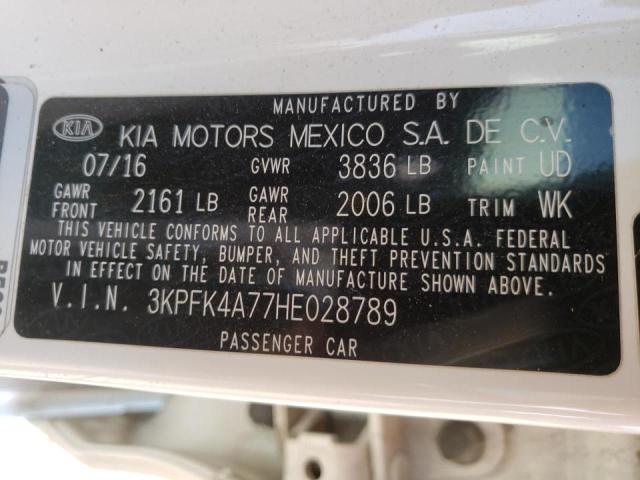 MANUFACTURED BY
KIA KIA MOTORS MEXICO S.A. DE C.V.
07/16 GVWR 3836 LB PAINT UD
GAWR FRONT 2161 LB GAWR REAR 2006 LB TRIM WK
THIS VEHICLE CONFORMS TO ALL APPLICABLE U.S.A. FEDERAL
MOTOR VEHICLE SAFETY, BUMPER, AND THEFT PREVENTION STANDARDS
IN EFFECT ON THE DATE OF MANUFACTURE SHOWN ABOVE.
V.I.N. 3KPFK4A77HE028789
PASSENGER CAR